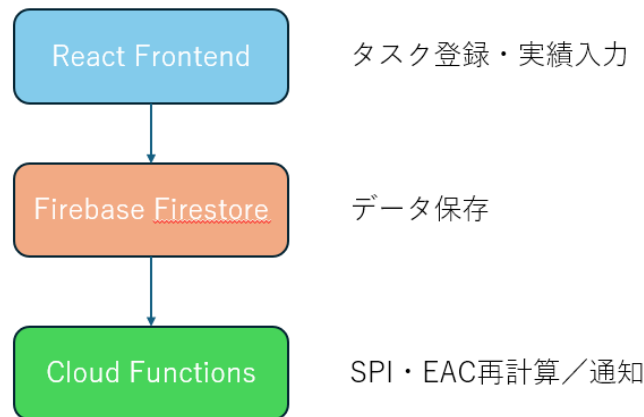 React Frontend
タスク登録・実績入力
Firebase Firestore
データ保存
Cloud Functions
SPI・EAC再計算／通知